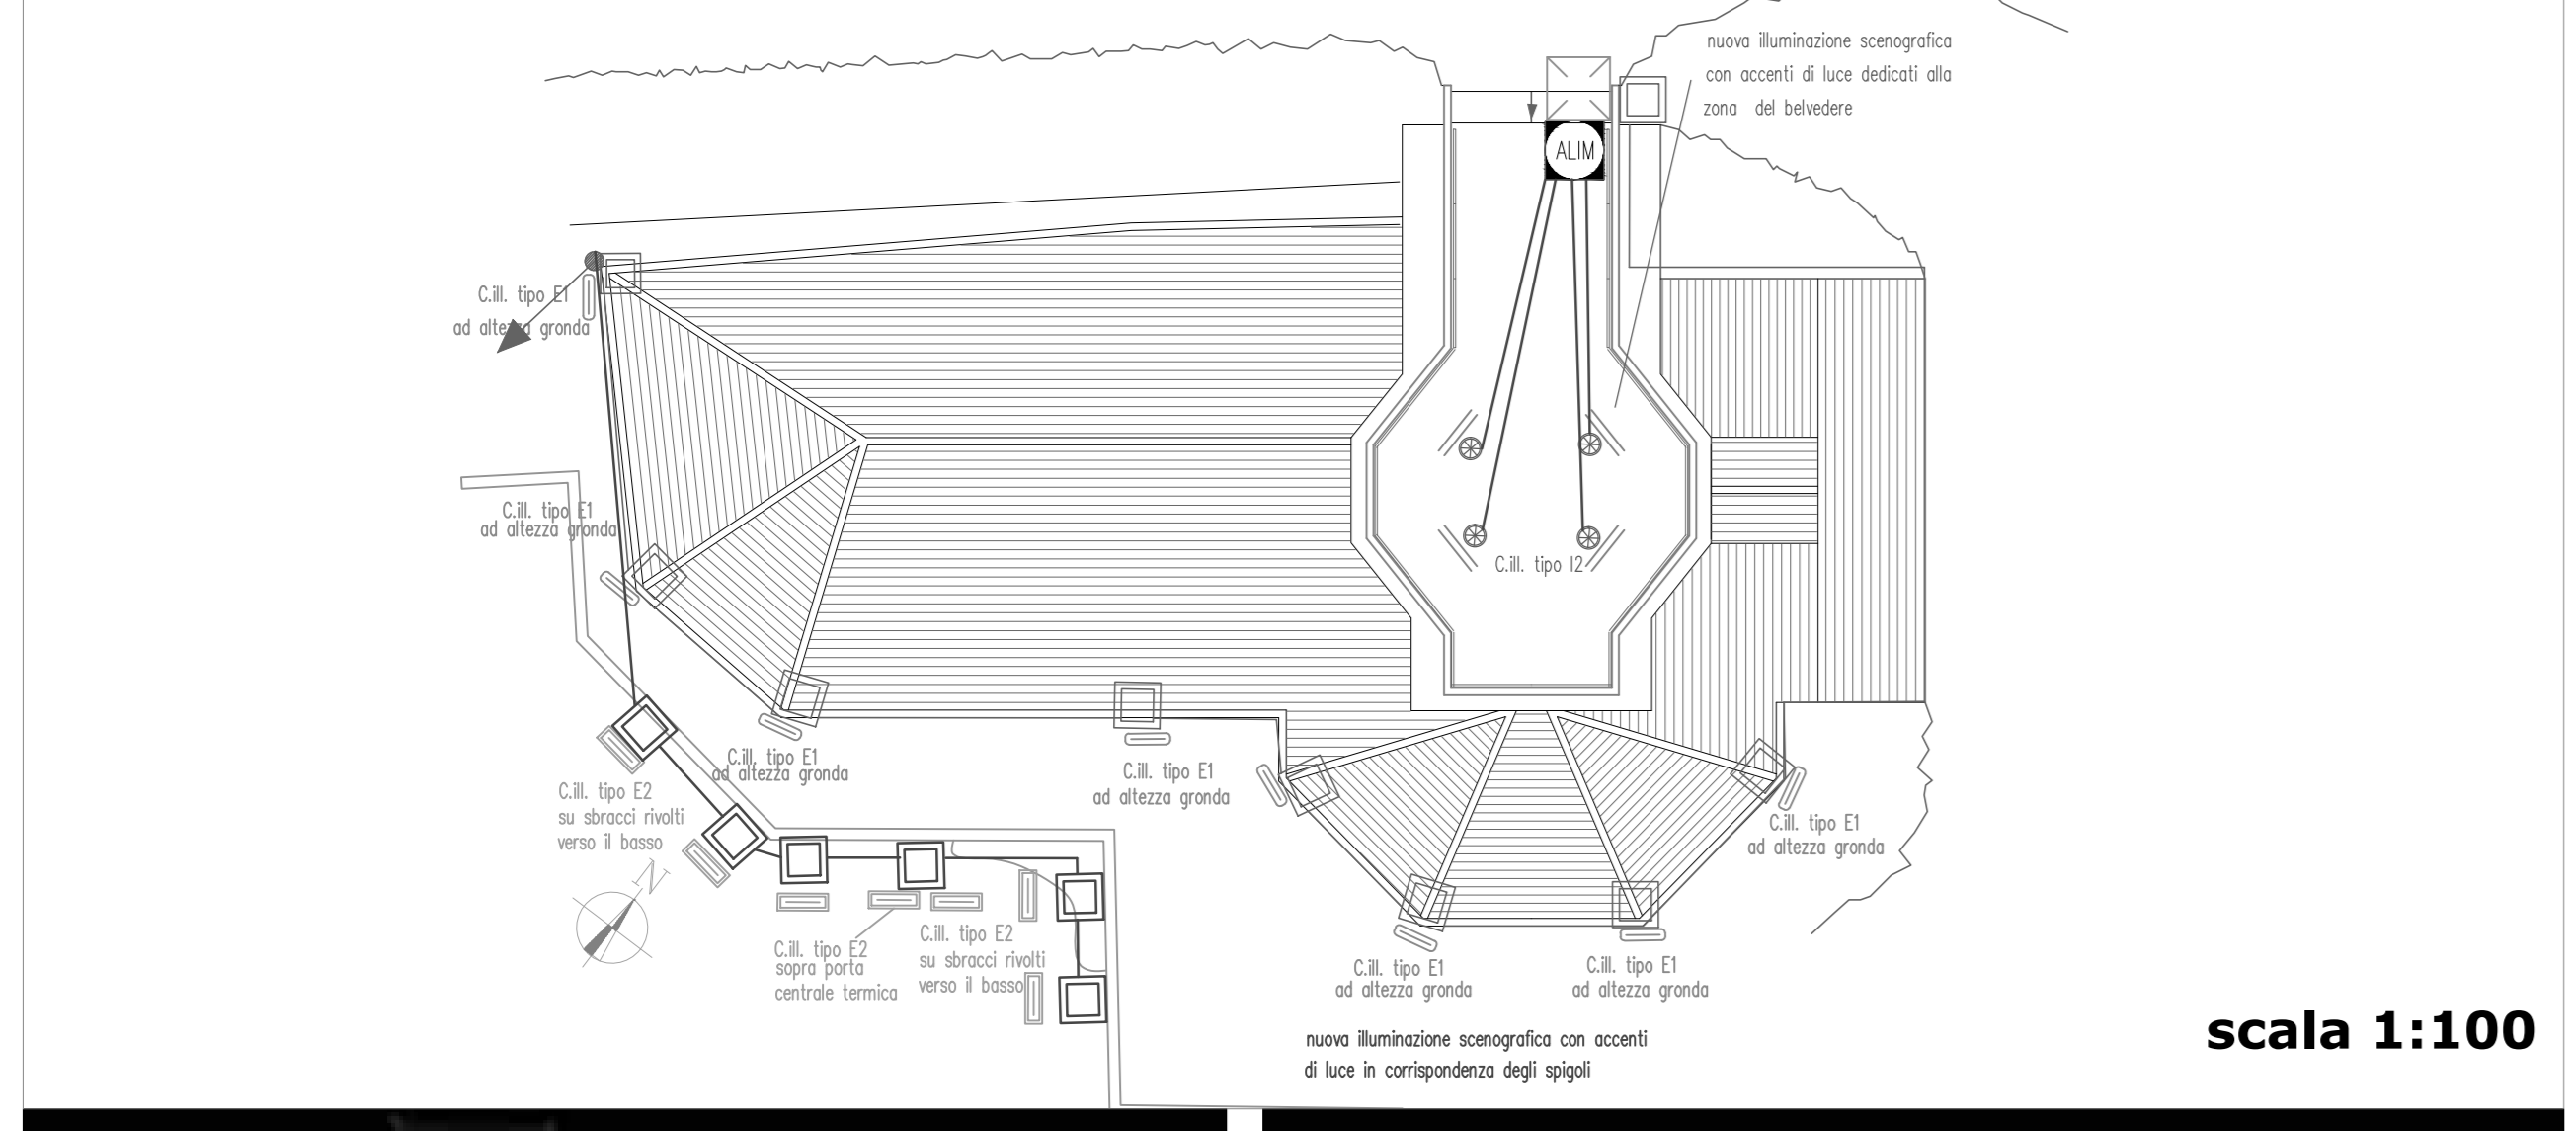 nuova illuminazione scenografica
con accenti di luce dedicati alla
zona del belvedere
ALIM
C.ill. tipo E1
ad altezza gronda
C.ill. tipo E1
ad altezza gronda
C.ill. tipo I2
C.ill. tipo E1
ad altezza gronda
C.ill. tipo E1
ad altezza gronda
C.ill. tipo E2
su sbracci rivolti
verso il basso
C.ill. tipo E1
ad altezza gronda
N
C.ill. tipo E2
sopra porta
centrale termica
C.ill. tipo E2
su sbracci rivolti
verso il basso
C.ill. tipo E1
ad altezza gronda
C.ill. tipo E1
ad altezza gronda
nuova illuminazione scenografica con accenti
di luce in corrispondenza degli spigoli
scala 1:100